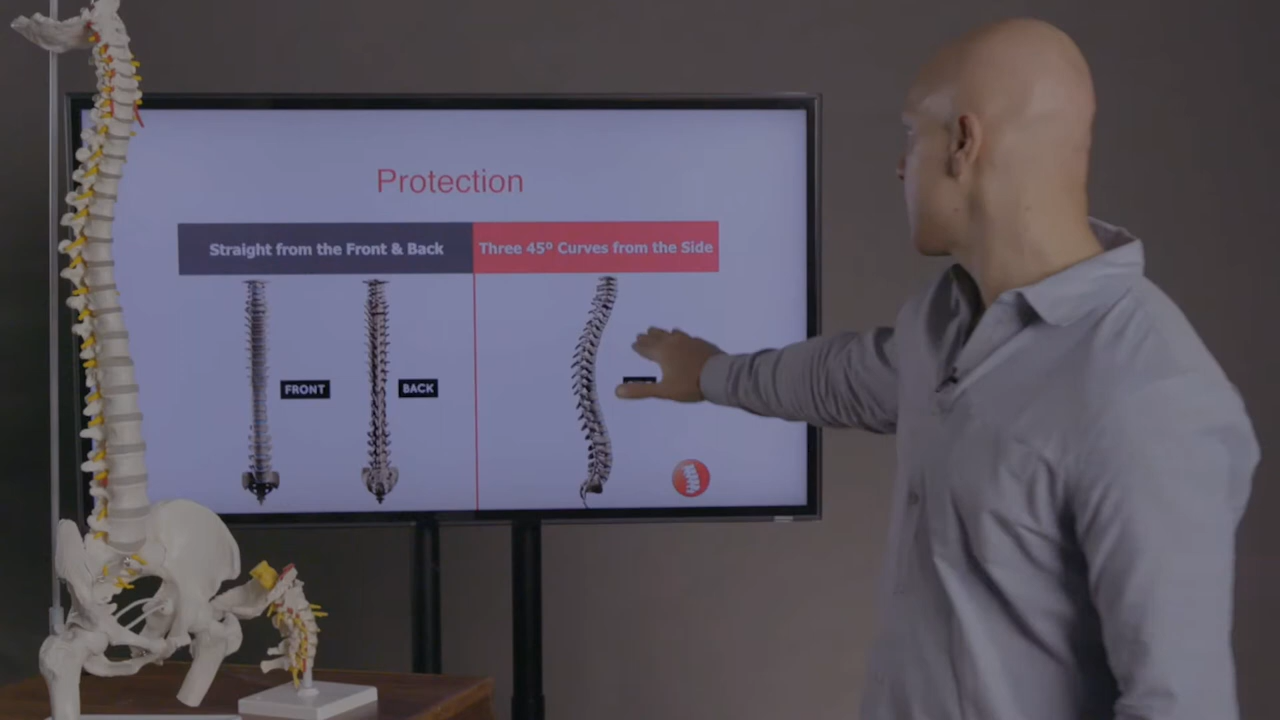 Protection
Straight from the Front & Back
Three 45º Curves from the Side
FRONT
BACK